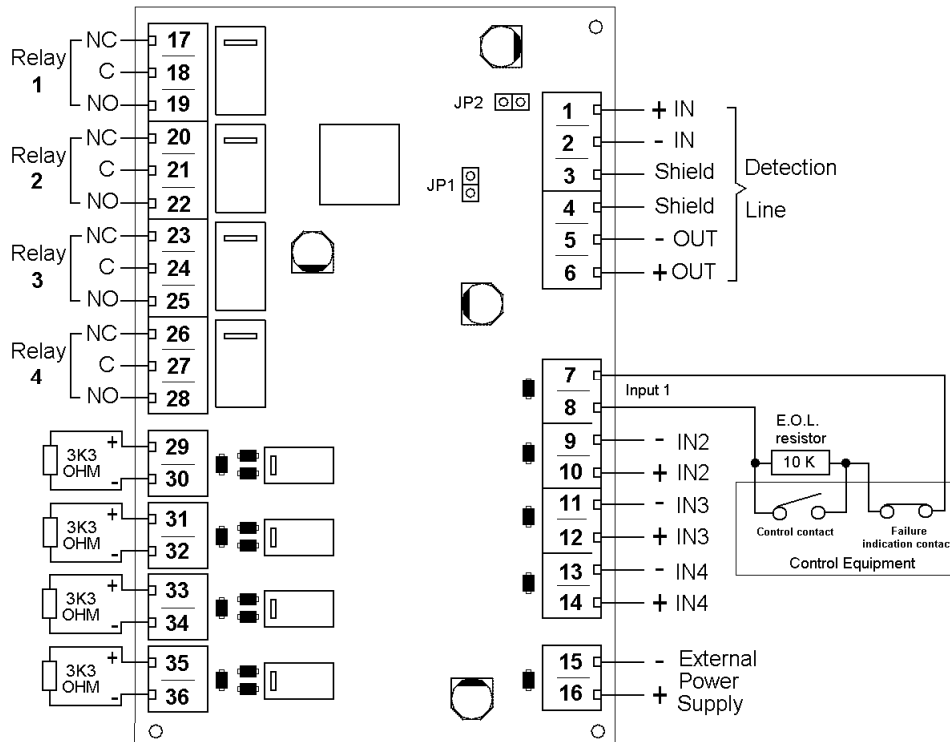 Relay
1
NC
C
NO
17
18
19
Relay
2
NC
C
NO
20
21
22
Relay
3
NC
C
NO
23
24
25
Relay
4
NC
C
NO
26
27
28
3K3
OHM
+
-
29
30
3K3
OHM
+
-
31
32
3K3
OHM
+
-
33
34
3K3
OHM
+
-
35
36
JP2
JP1
1 + IN
2 - IN
3 Shield
4 Shield
5 - OUT
6 + OUT
Detection
Line
7
8
Input 1
9 - IN2
10 + IN2
11 - IN3
12 + IN3
13 - IN4
14 + IN4
15 -
16 +
External
Power
Supply
E.O.L.
resistor
10 K
Control contact
Failure
indication contact
Control Equipment